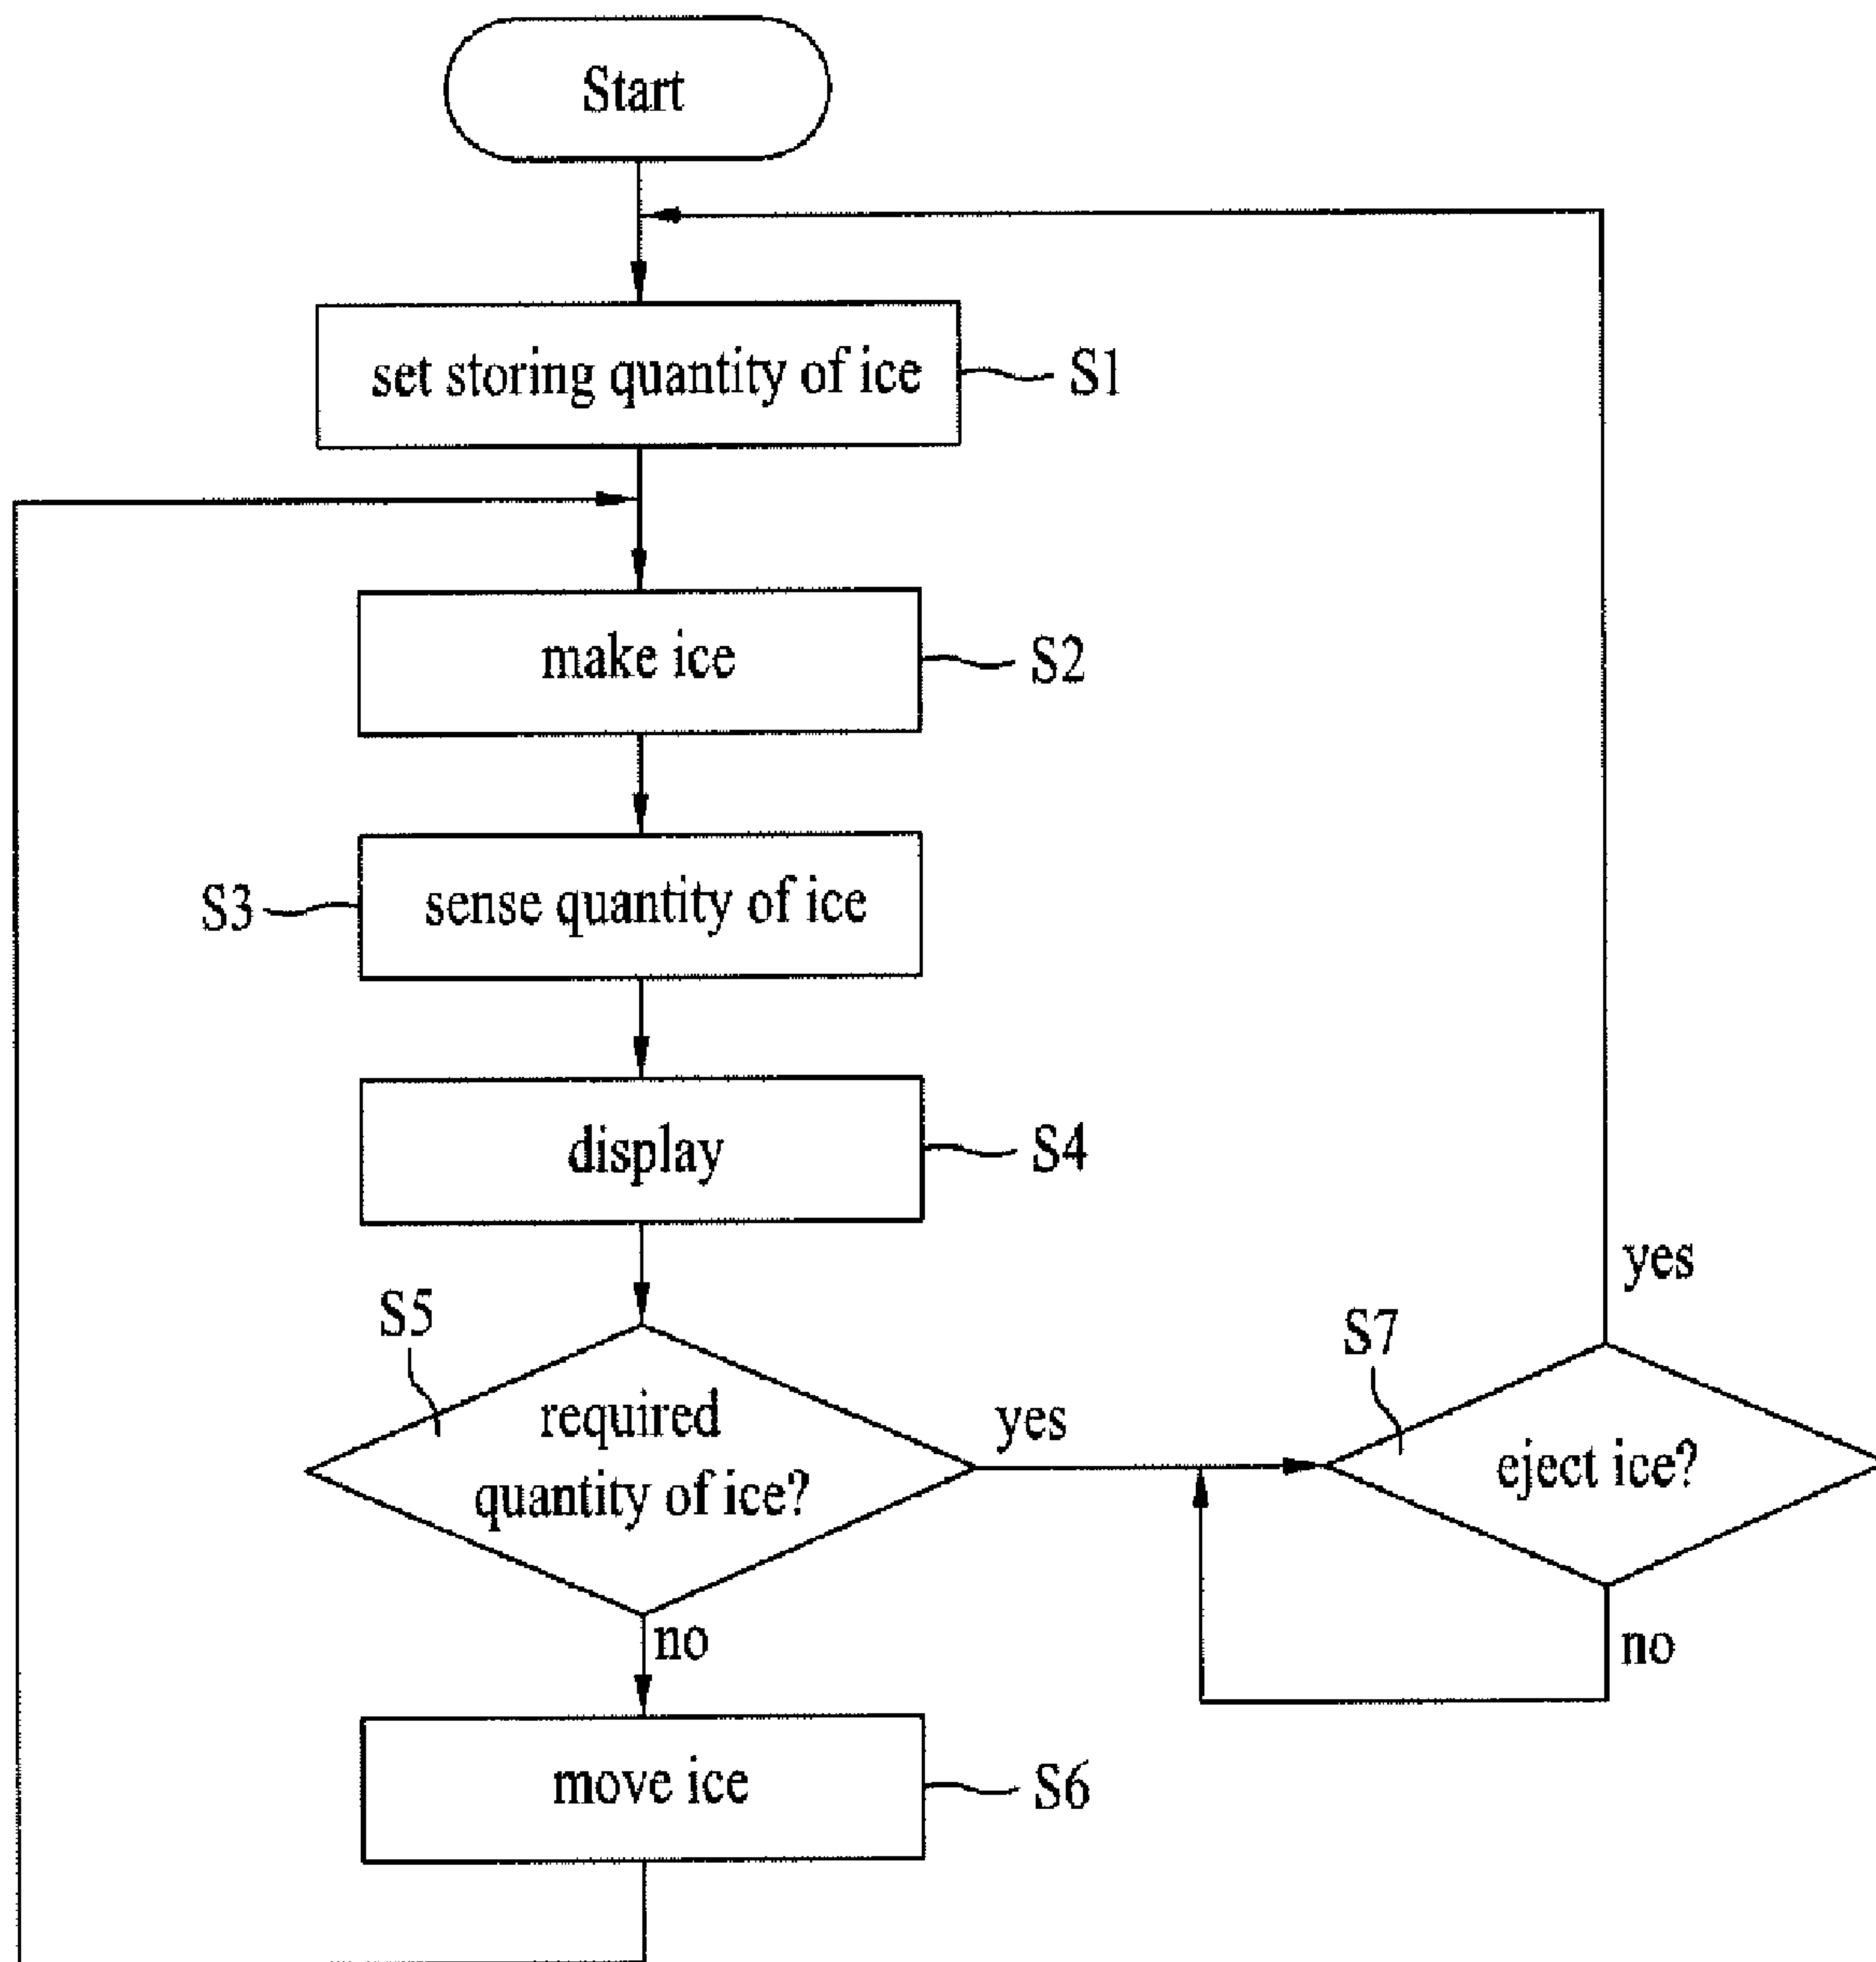 Start
set storing quantity of ice
S1
make ice
S2
S3
sense quantity of ice
display
S4
S5
required
quantity of ice?
yes
S7
eject ice?
yes
no
no
move ice
S6